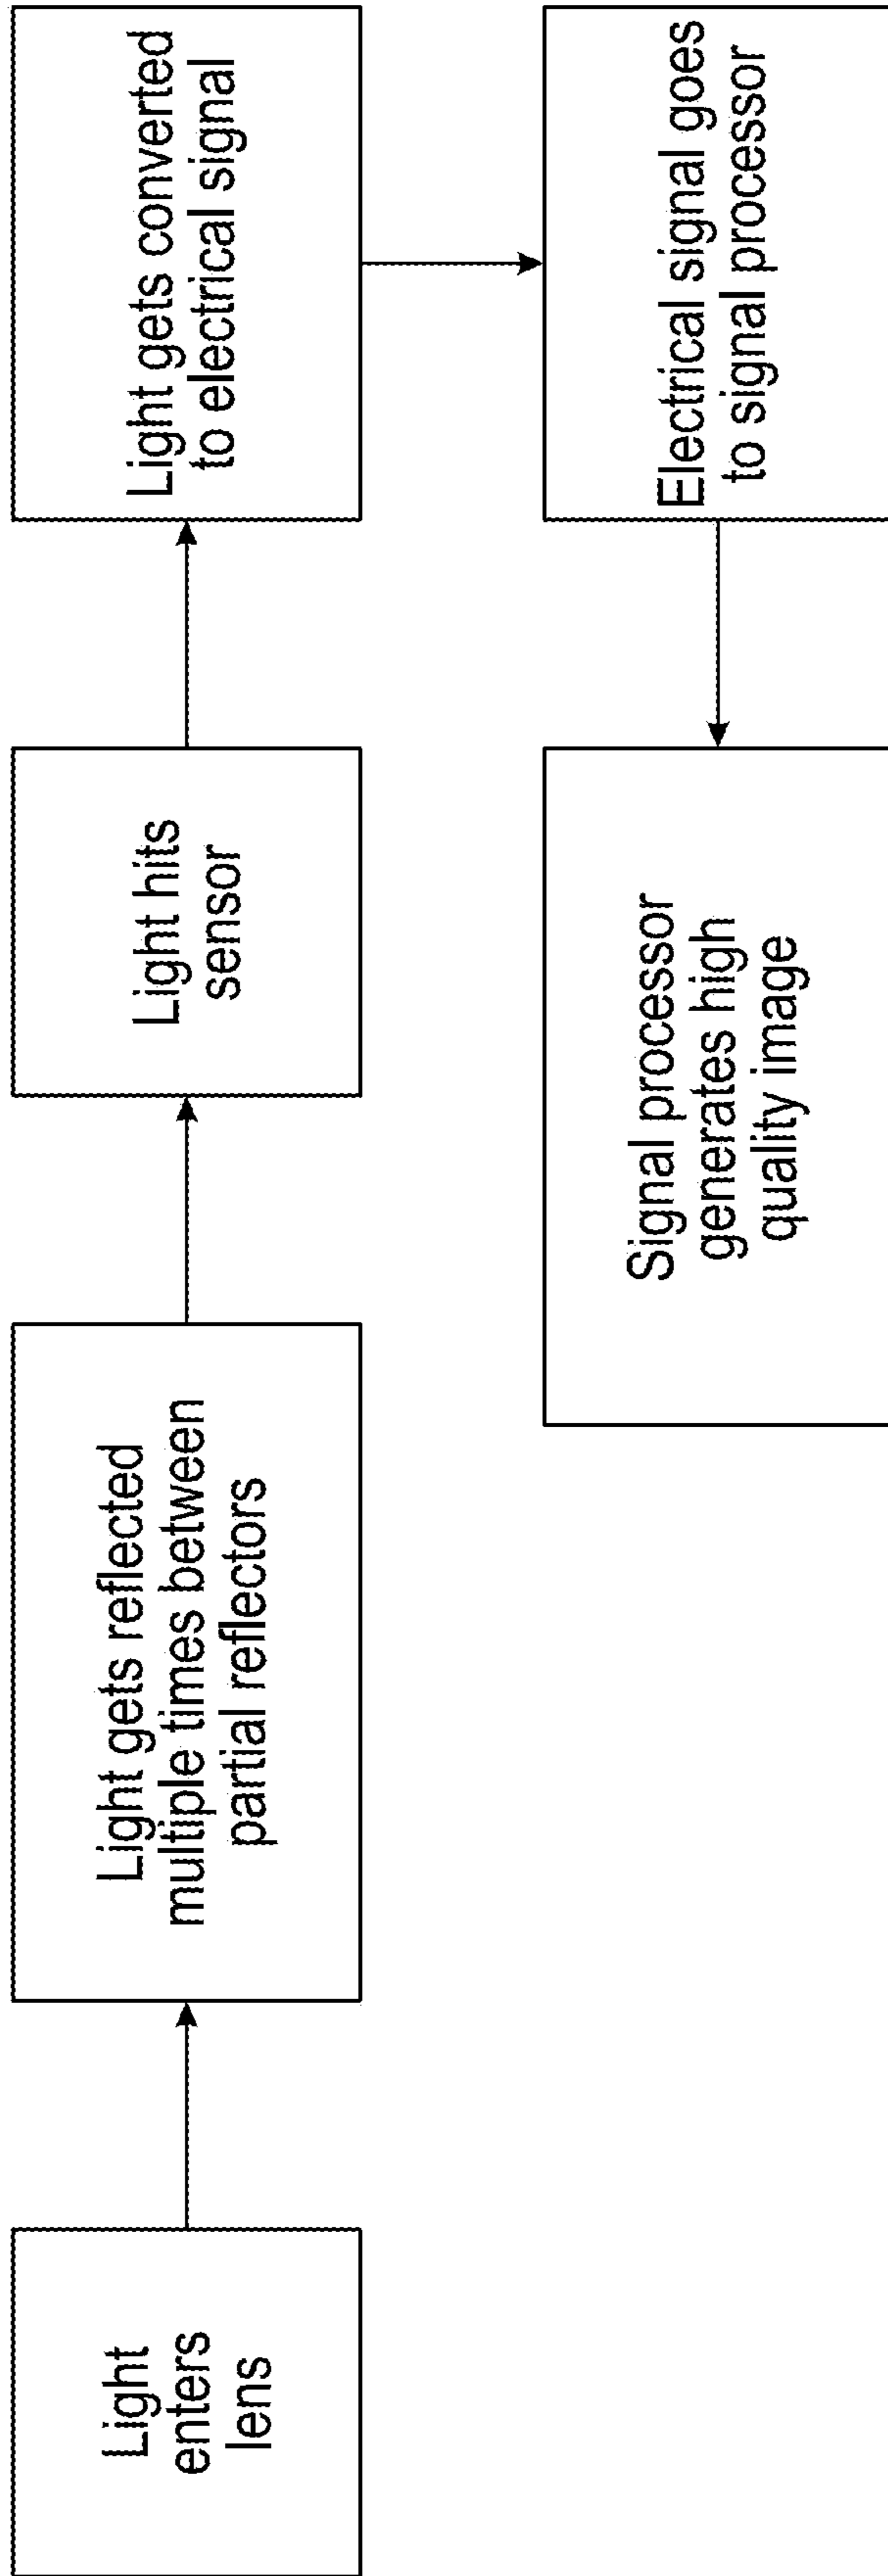 Light
enters
lens
Light gets reflected
multiple times between
partial reflectors
Light hits
sensor
Light gets converted
to electrical signal
Electrical signal goes
to signal processor
Signal processor
generates high
quality image